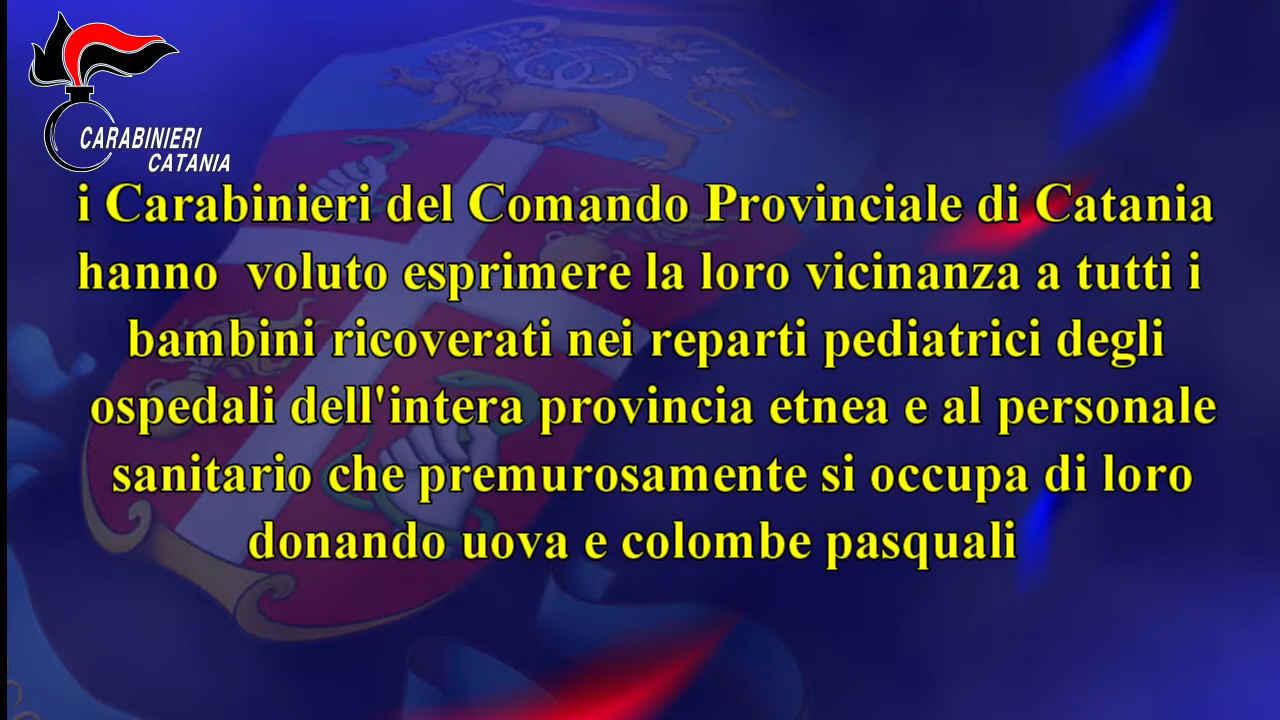 CARABINIERI
CATANIA
i Carabinieri del Comando Provinciale di Catania
hanno  voluto esprimere la loro vicinanza a tutti i
bambini ricoverati nei reparti pediatrici degli
ospedali dell'intera provincia etnea e al personale
sanitario che premurosamente si occupa di loro
donando uova e colombe pasquali